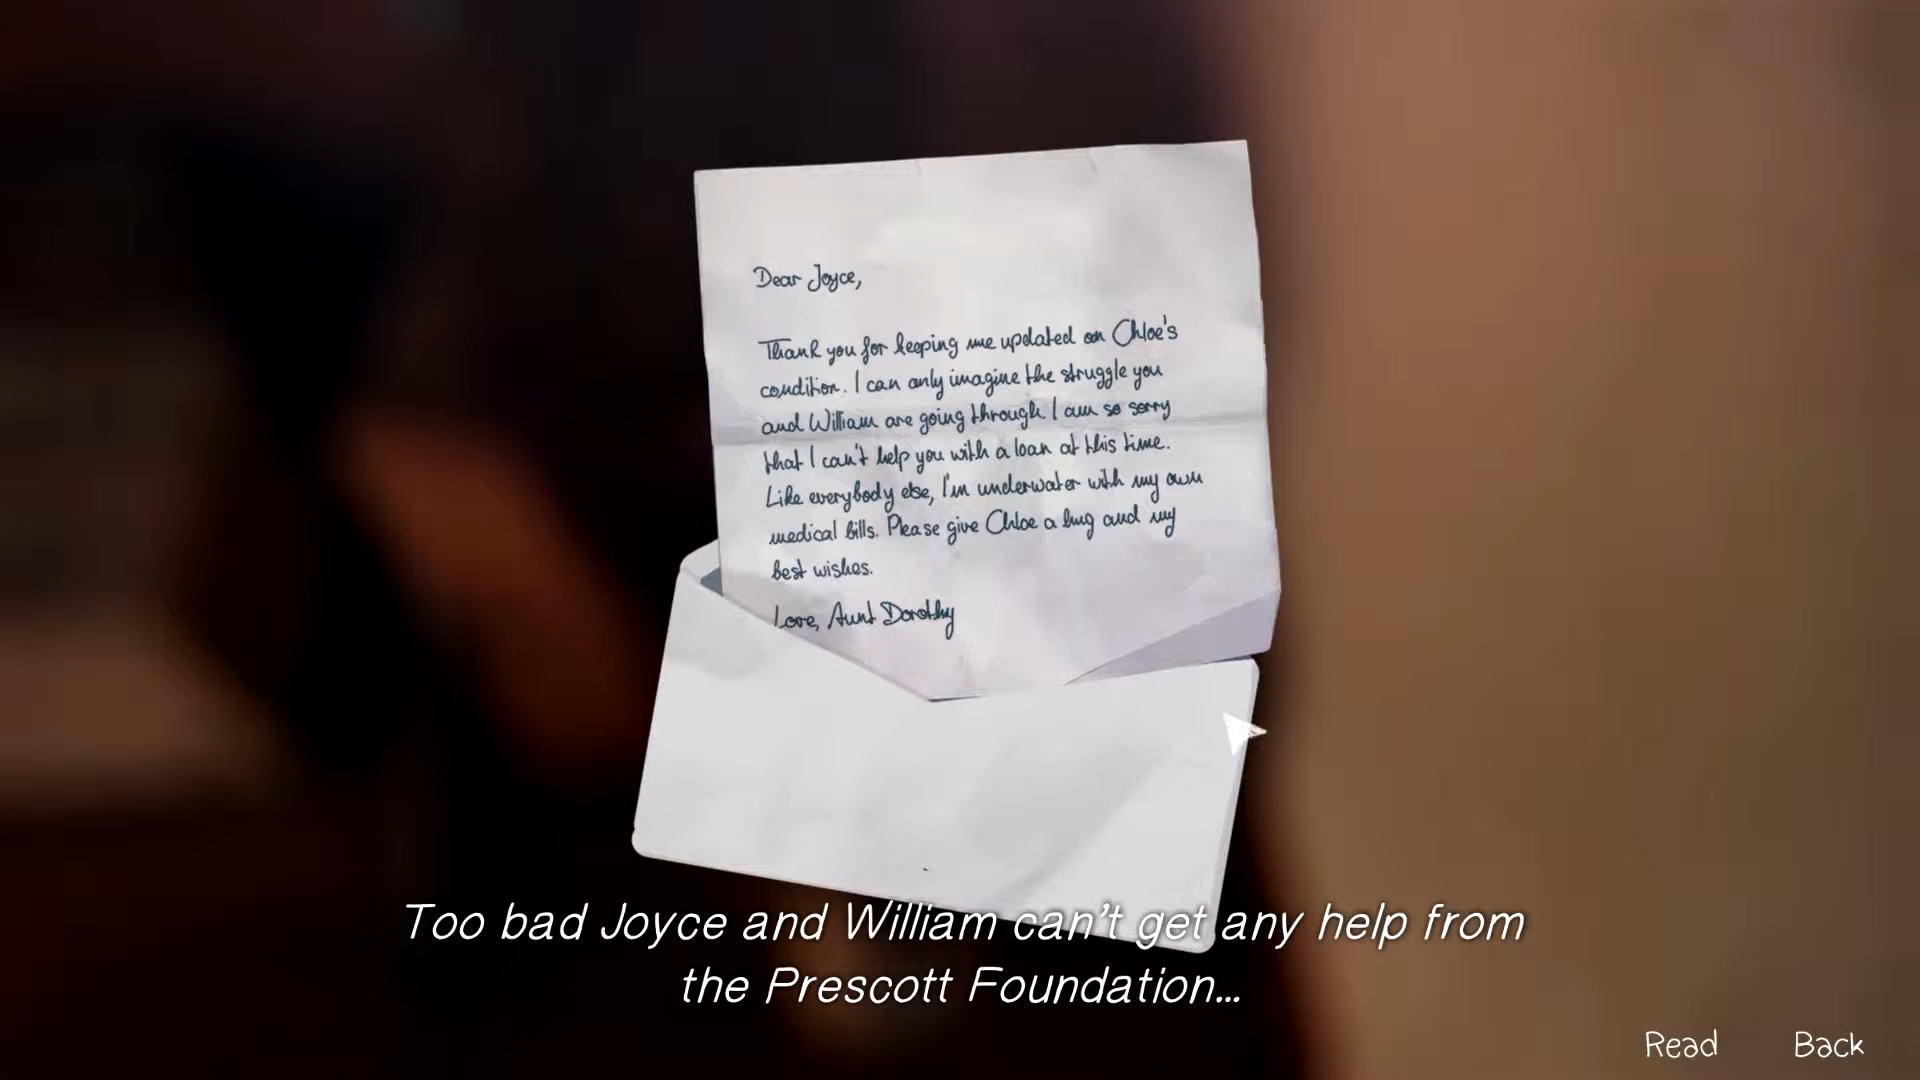 Dear Joyce,
Thank you for keeping me updated on Chloe's
condition. I can only imagine the struggle you
and William are going through. I am so sorry
that I can't help you with a loan at this time.
Like everybody else, I'm underwater with my own
medical bills. Please give Chloe a hug and my
best wishes.
Love, Aunt Dorothy
Too bad Joyce and William can't get any help from
the Prescott Foundation...
Read Back